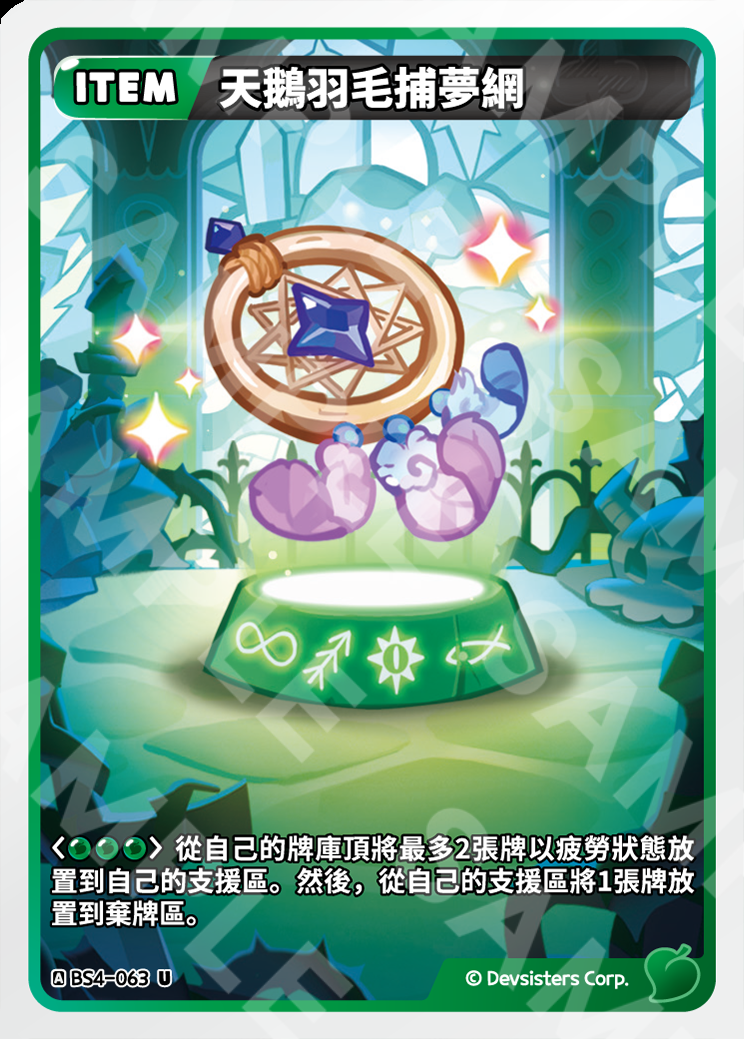 ITEM 天鵝羽毛捕夢網
〈●●●〉從自己的牌庫頂將最多2張牌以疲勞狀態放
置到自己的支援區。然後，從自己的支援區將1張牌放
置到棄牌區。
A BS4-063 U © Devsisters Corp.
SAMPLE